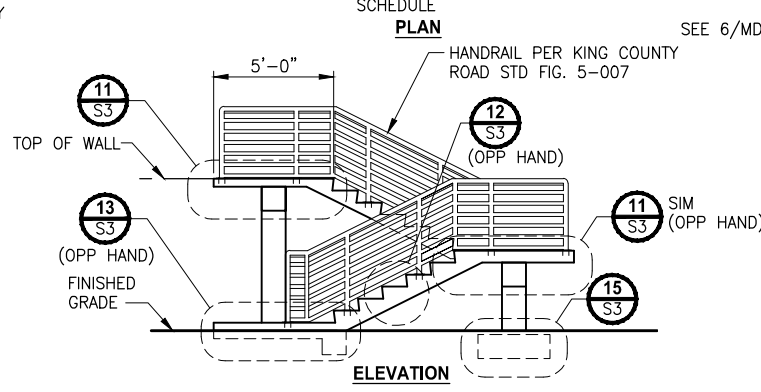 Y
SCHEDULE
PLAN
SEE 6/MD
HANDRAIL PER KING COUNTY
ROAD STD FIG. 5-007
5'-0"
11
S3
12
S3
(OPP HAND)
TOP OF WALL
13
S3
(OPP HAND)
11
S3
SIM
(OPP HAND)
FINISHED
GRADE
15
S3
ELEVATION